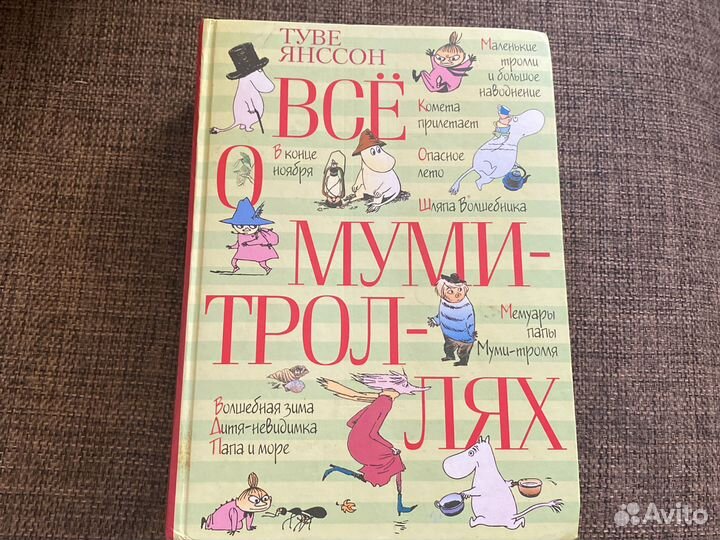 ТУВЕ
ЯНССОН
ВСЁ
О
МУМИ-
ТРОЛ-
ЛЯХ
Маленькие
тролли
и большое
наводнение
Комета
прилетает
В конце
ноября
Опасное
лето
Шляпа Волшебника
Мемуары
папы
Муми-тролля
Волшебная зима
Дитя-невидимка
Папа и море
Avito